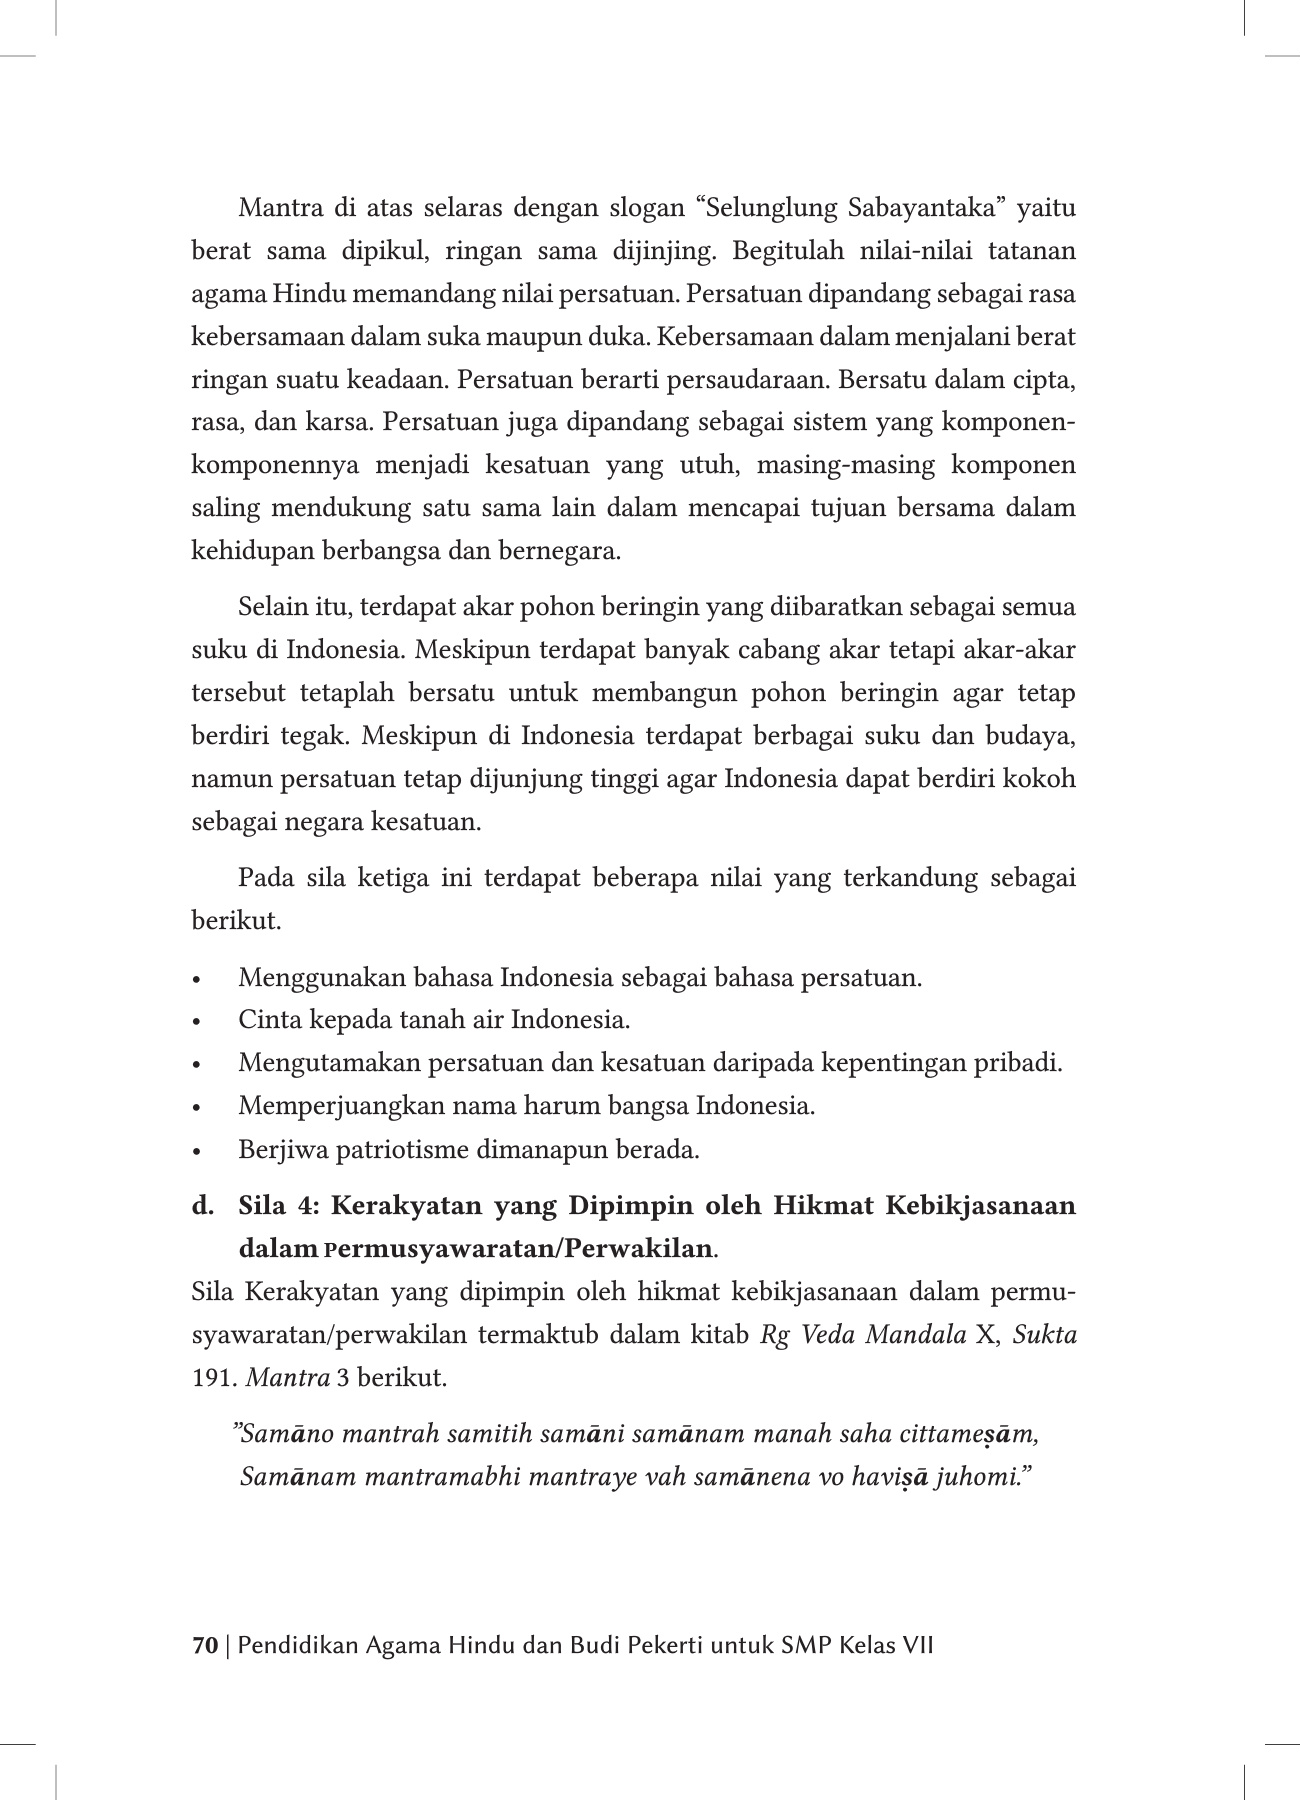 Mantra di atas selaras dengan slogan “Selunglung Sabayantaka” yaitu
berat sama dipikul, ringan sama dijinjing. Begitulah nilai-nilai tatanan
agama Hindu memandang nilai persatuan. Persatuan dipandang sebagai rasa
kebersamaan dalam suka maupun duka. Kebersamaan dalam menjalani berat
ringan suatu keadaan. Persatuan berarti persaudaraan. Bersatu dalam cipta,
rasa, dan karsa. Persatuan juga dipandang sebagai sistem yang komponen-
komponennya menjadi kesatuan yang utuh, masing-masing komponen
saling mendukung satu sama lain dalam mencapai tujuan bersama dalam
kehidupan berbangsa dan bernegara.
Selain itu, terdapat akar pohon beringin yang diibaratkan sebagai semua
suku di Indonesia. Meskipun terdapat banyak cabang akar tetapi akar-akar
tersebut tetaplah bersatu untuk membangun pohon beringin agar tetap
berdiri tegak. Meskipun di Indonesia terdapat berbagai suku dan budaya,
namun persatuan tetap dijunjung tinggi agar Indonesia dapat berdiri kokoh
sebagai negara kesatuan.
Pada sila ketiga ini terdapat beberapa nilai yang terkandung sebagai
berikut.
• Menggunakan bahasa Indonesia sebagai bahasa persatuan.
• Cinta kepada tanah air Indonesia.
• Mengutamakan persatuan dan kesatuan daripada kepentingan pribadi.
• Memperjuangkan nama harum bangsa Indonesia.
• Berjiwa patriotisme dimanapun berada.
d. Sila 4: Kerakyatan yang Dipimpin oleh Hikmat Kebikjasanaan
dalam Permusyawaratan/Perwakilan.
Sila Kerakyatan yang dipimpin oleh hikmat kebikjasanaan dalam permu-
syawaratan/perwakilan termaktub dalam kitab Rg Veda Mandala X, Sukta
191. Mantra 3 berikut.
”Samāno mantrah samitih samāni samānam manah saha cittameṣām,
Samānam mantramabhi mantraye vah samānena vo haviṣā juhomi.”
70 | Pendidikan Agama Hindu dan Budi Pekerti untuk SMP Kelas VII